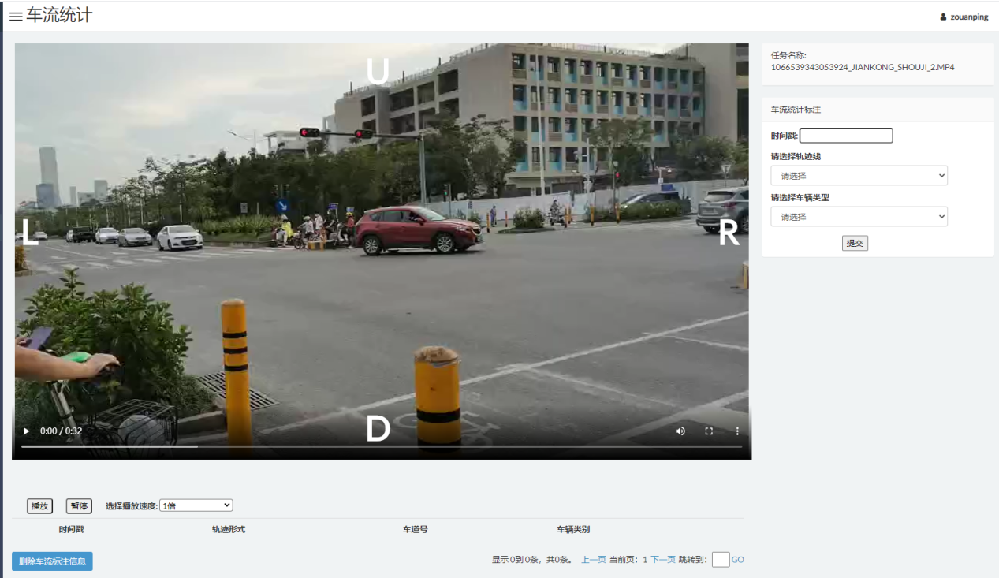 车流统计
zouanping
U
L
R
D
0:00 / 0:32
任务名称:
1066539343053924_JIANKONG_SHOUJI_2.MP4
车流统计标注
时间戳:
请选择轨迹线
请选择
请选择车辆类型
请选择
提交
播放 暂停 选择播放速度: 1倍
时间戳 轨迹形式 车道号 车辆类别
删除车流标注信息 显示 0到 0条，共0条。 上一页 当前页：1 下一页 跳转到： GO